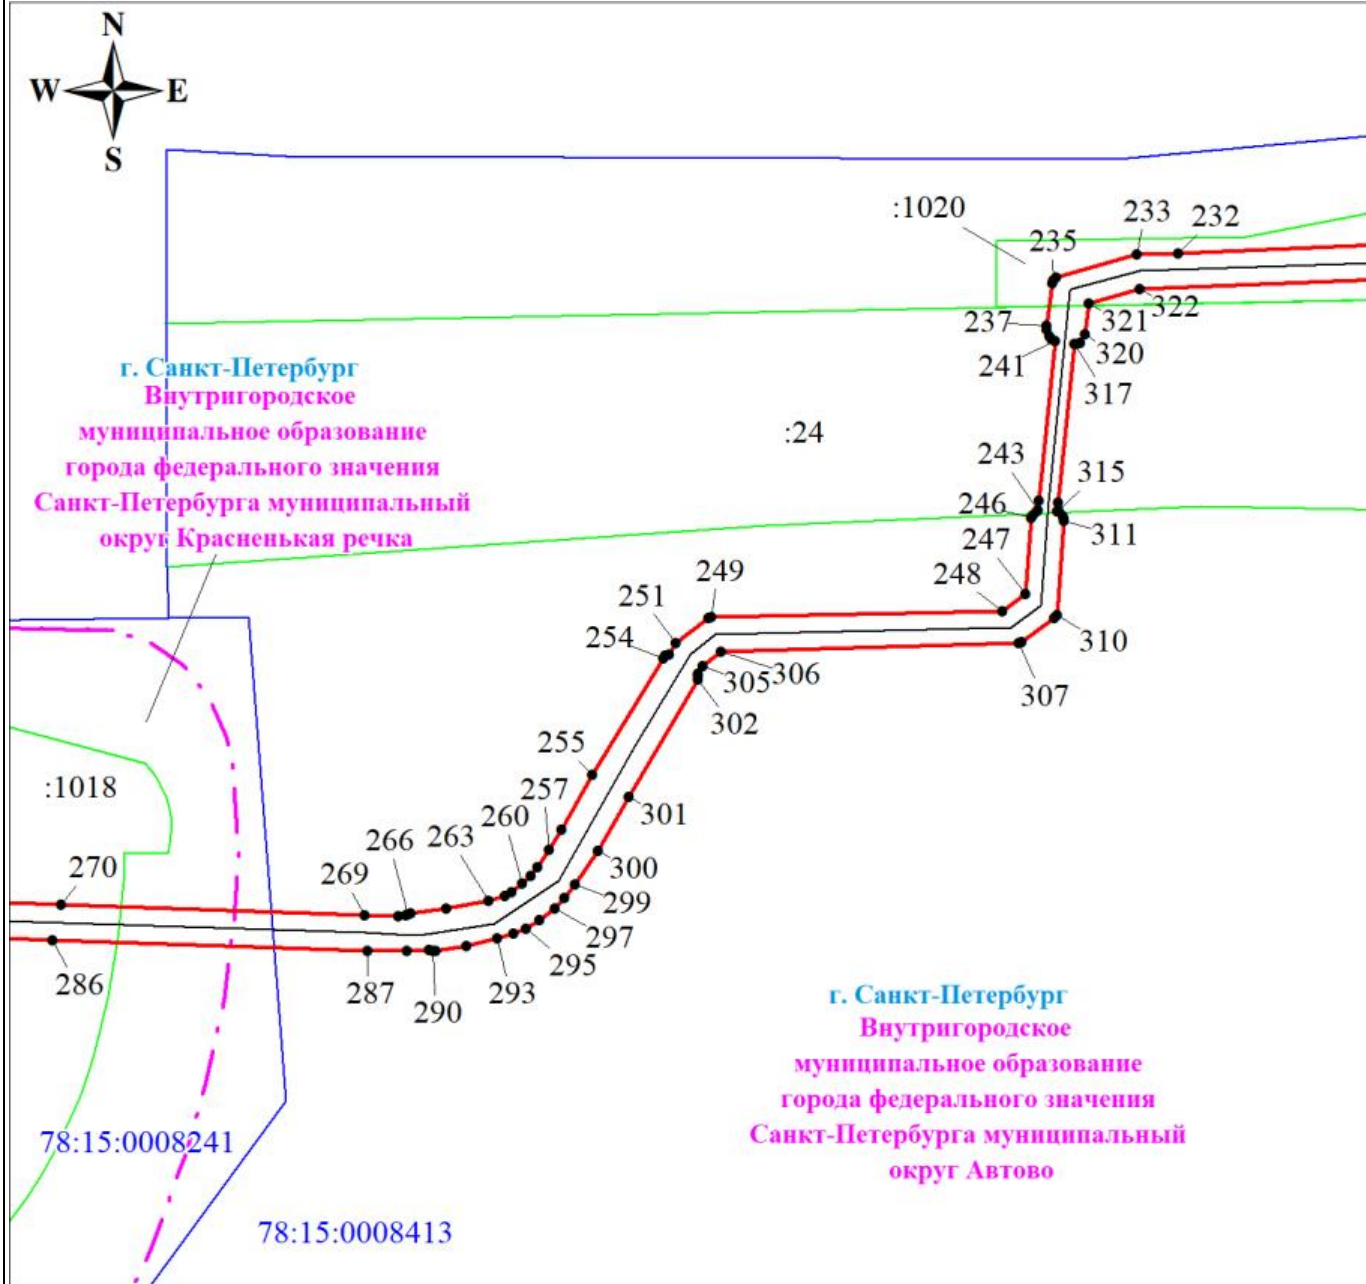 N
W
E
S
:1020
233
232
235
237
322
321
241
320
317
г. Санкт-Петербург
Внутригородское
муниципальное образование
города федерального значения
Санкт-Петербурга муниципальный
округ Красненькая речка
:24
243
315
246
311
247
248
249
251
254
310
306
305
307
302
255
:1018
257
301
260
263
266
300
269
270
299
297
295
293
286
287
290
г. Санкт-Петербург
Внутригородское
муниципальное образование
города федерального значения
Санкт-Петербурга муниципальный
округ Автово
78:15:0008241
78:15:0008413